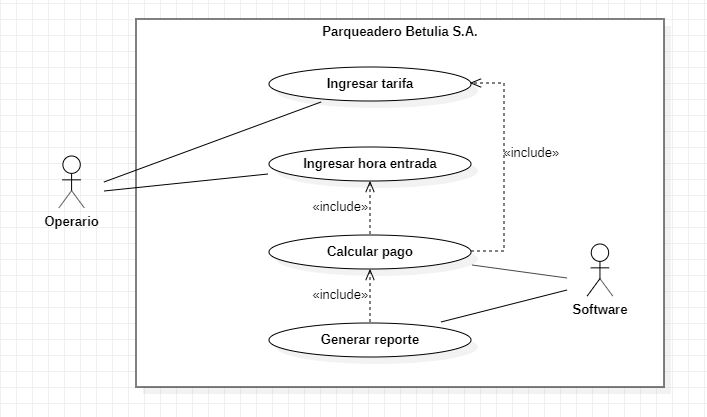 Parqueadero Betulia S.A.
Ingresar tarifa
«include»
Ingresar hora entrada
Operario
«include»
Calcular pago
«include»
Software
Generar reporte